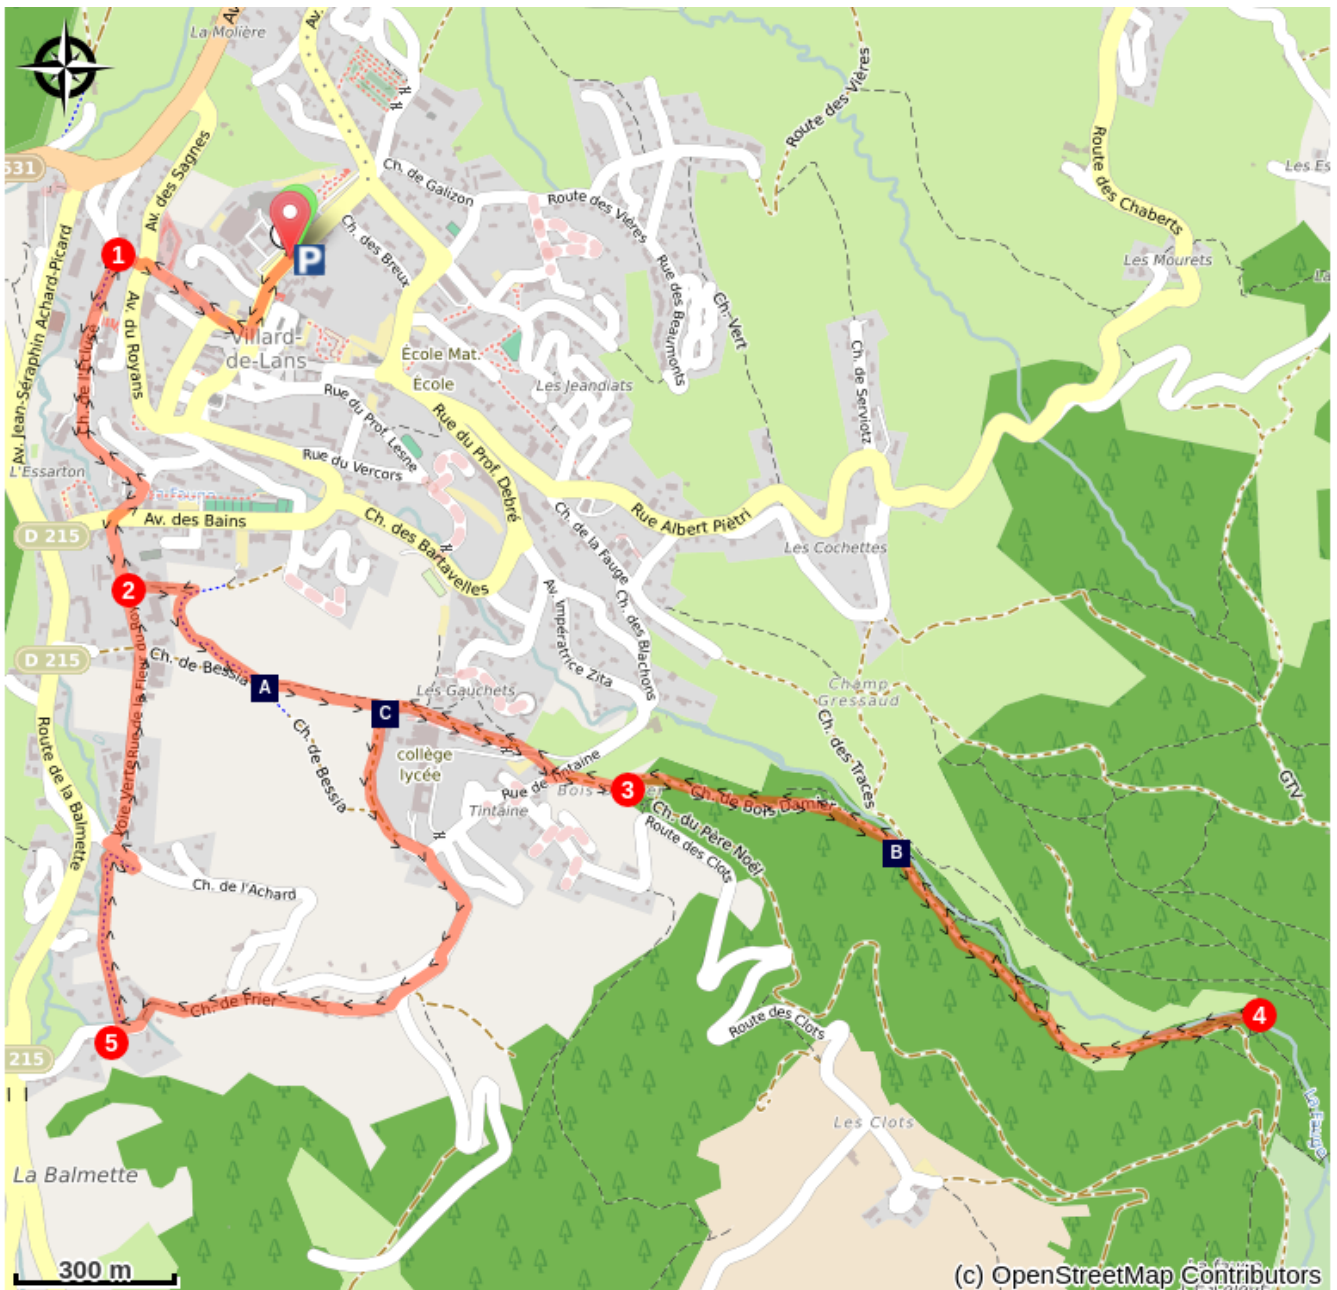 La Molière
Av.
531
Av. des Sagnes
Ch. de Galizon
Route des Vières
Route des Vières
Route des Chaberts
Les Es
Les Mourets
La
Ch. des Breux
Rue des Beaumonts
Ch. Vert
P
1
Av. Jean-Séraphin Achard-Picard
Ch. de l'Écluse
Av. du Royans
Villard-
de-Lans
École Mat.
École
Les Jeandiats
Ch. de Serviotz
Rue du Prof. Lesne
Rue du Prof. Debré
L'Essarton
Rue du Vercors
D 215
Av. des Bains
Ch. des Bartavelles
Rue Albert Piétri
Ch. de la Fauge
Les Cochettes
2
Av. Impératrice Zita
Ch. des Blachons
D 215
Ch. de Bessia
A
Les Gauchets
C
Champ
Gressaud
Ch. des Traces
Route de la Balmette
Voie Verte Rue de la Fleur du Roy
Ch. de Bessia
collège
lycée
Rue de Tintaine
3
Ch. de Bois Barbier
Tintaine
Ch. du Père Noël
Route des Clots
B
GTV
Ch. de l'Achard
Ch. de Frier
Route des Clots
4
5
215
La Fauge
Les Clots
La Balmette
300 m
(c) OpenStreetMap Contributors